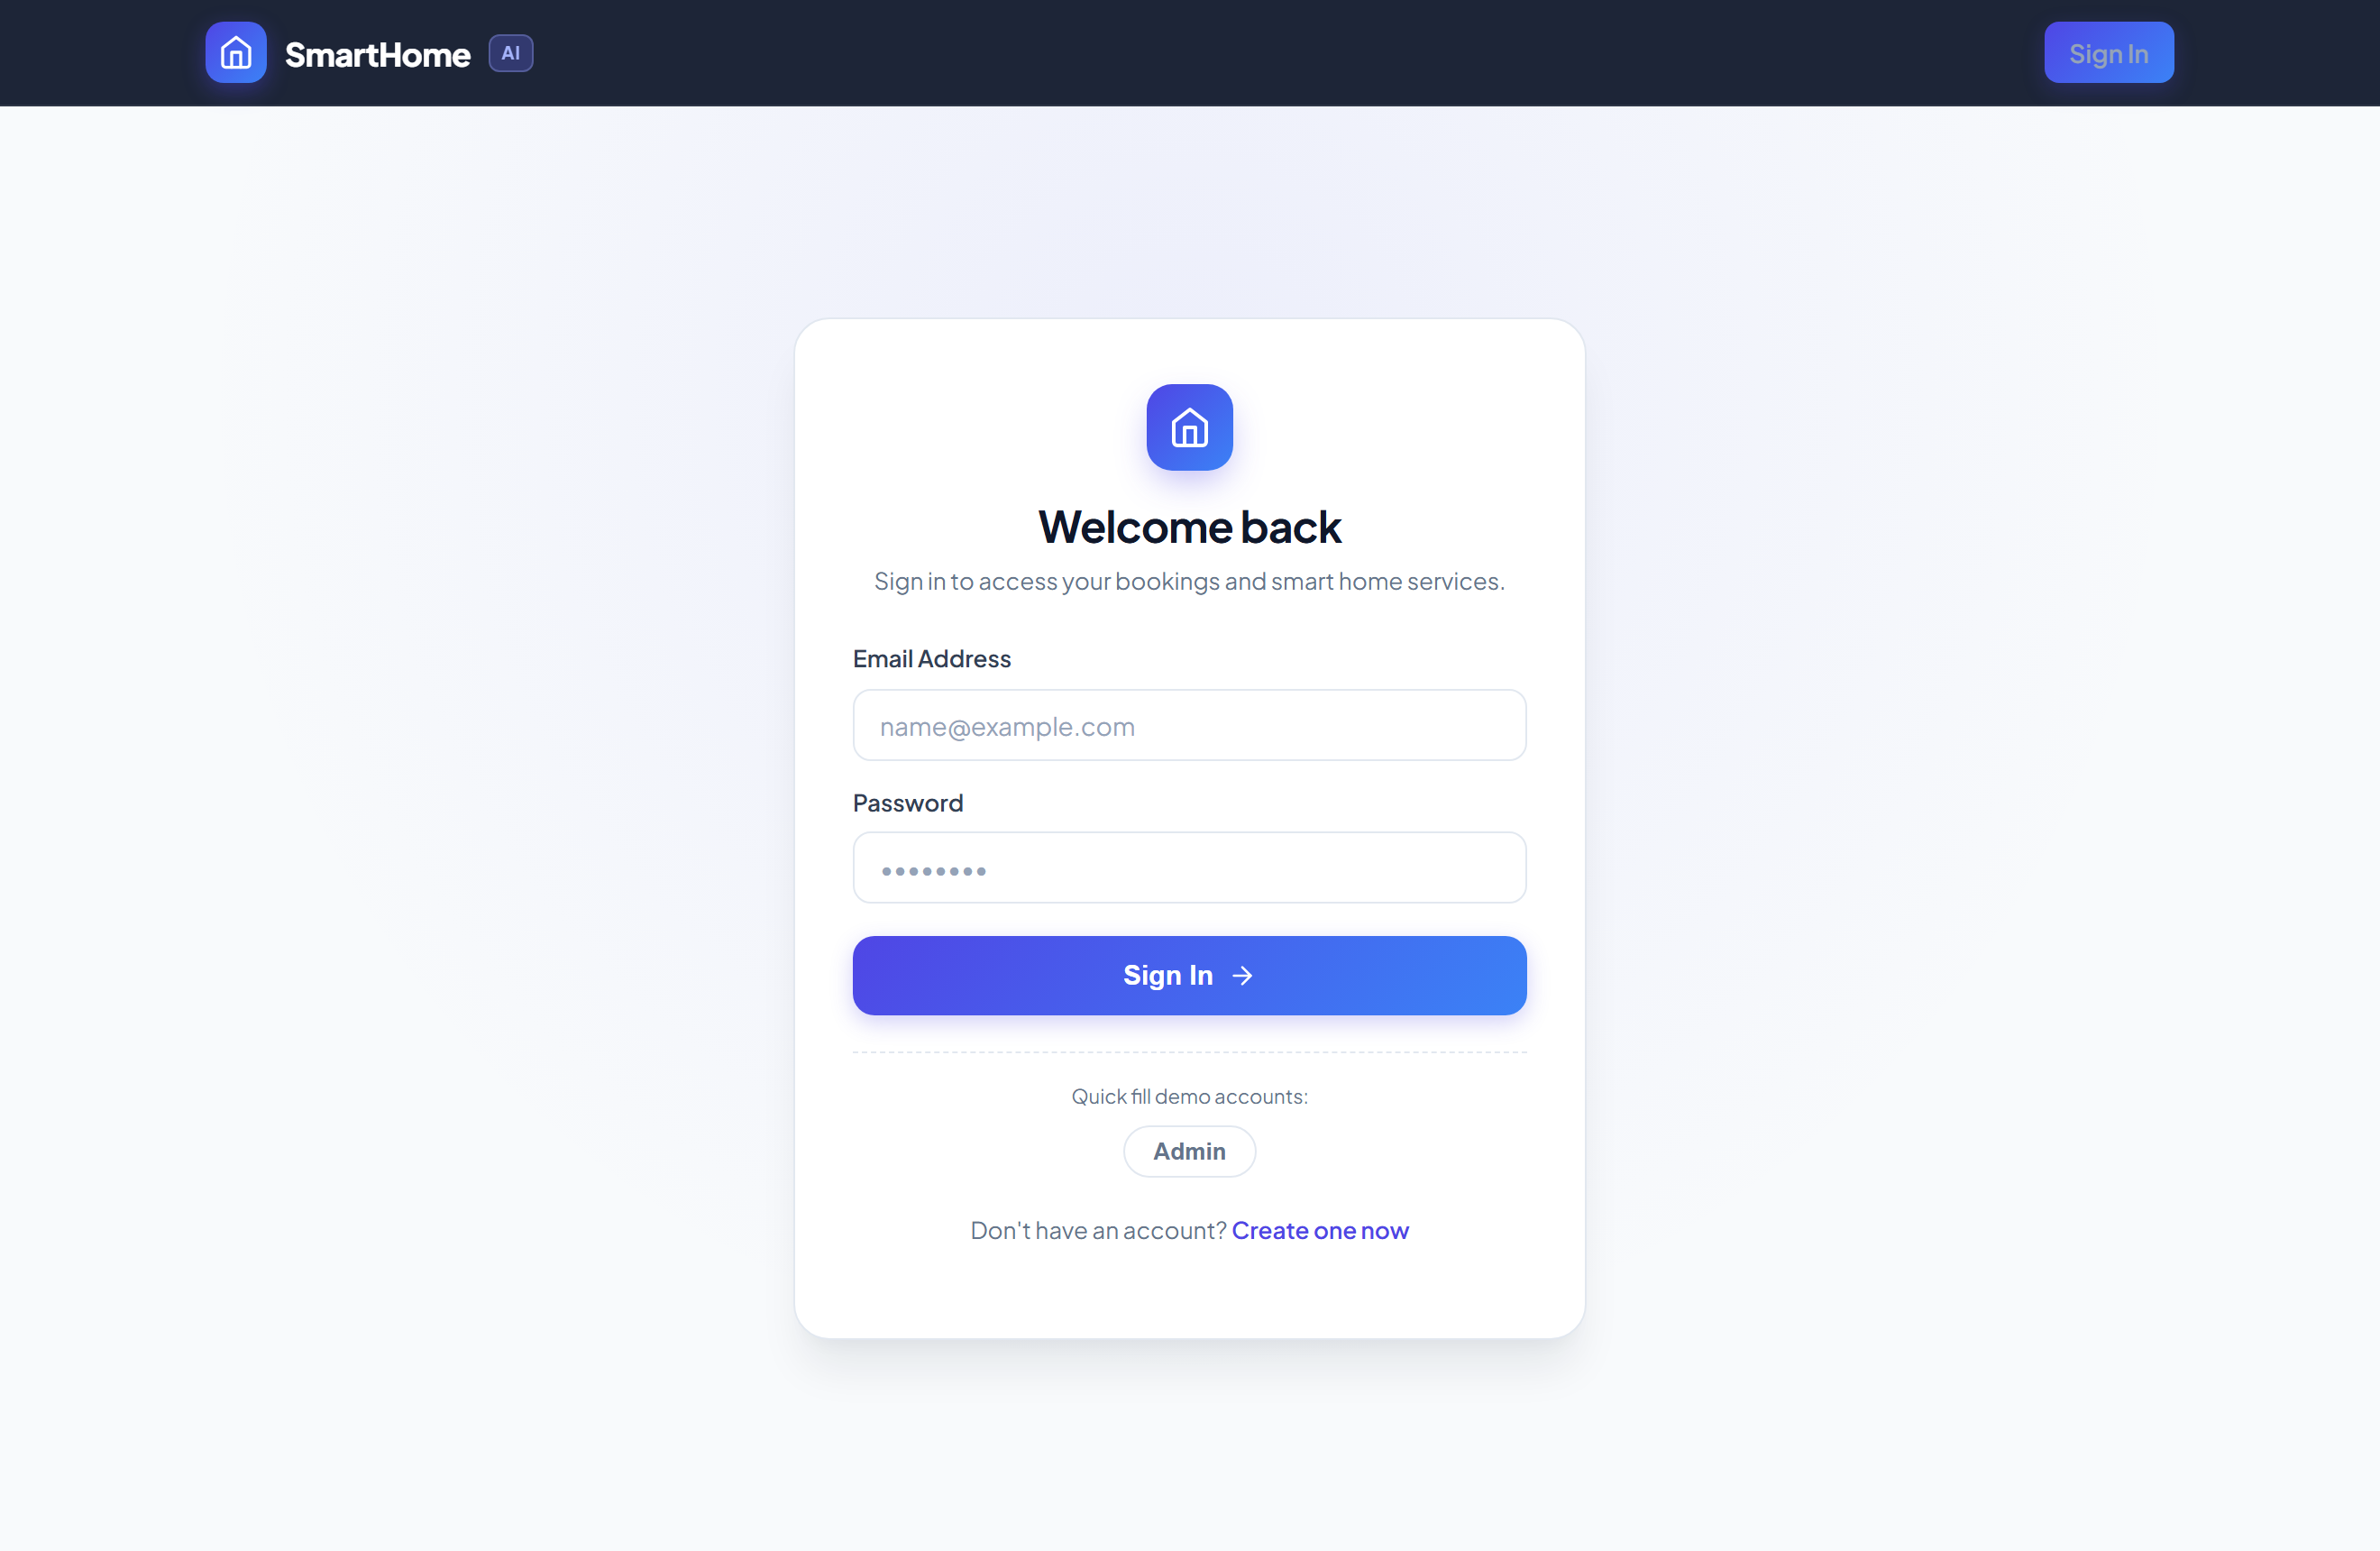 SmartHome AI
Sign In
Welcome back
Sign in to access your bookings and smart home services.
Email Address
name@example.com
Password
••••••••
Sign In →
Quick fill demo accounts:
Admin
Don't have an account? Create one now